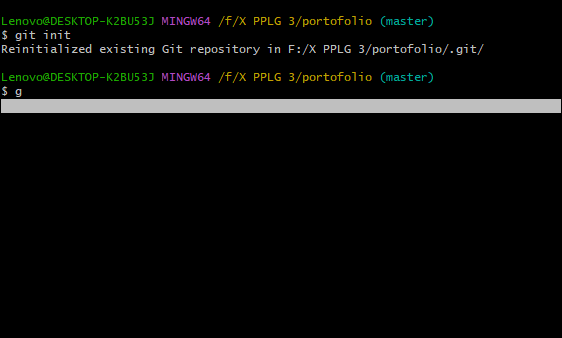 Lenovo@DESKTOP-K2BU53J MINGW64 /f/X PPLG 3/portofolio (master)
$ git init
Reinitialized existing Git repository in F:/X PPLG 3/portofolio/.git/
Lenovo@DESKTOP-K2BU53J MINGW64 /f/X PPLG 3/portofolio (master)
$ g